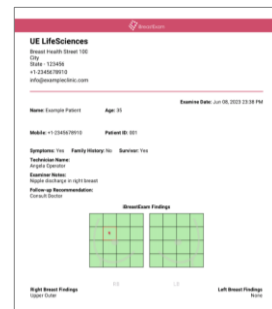 iBreastExam
UE LifeSciences
Breast Health Street 100
City
State - 123456
+1-2345678910
info@exampleclinic.com
Examine Date: Jun 08, 2023 23:38 PM
Name: Example Patient Age: 35
Mobile: +1-2345678910 Patient ID: 001
Symptoms: Yes Family History: No Survivor: Yes
Technician Name:
Angela Operator
Examiner Notes:
Nipple discharge in right breast
Follow-up Recommendation:
Consult Doctor
iBreastExam Findings
Right Breast Findings Left Breast Findings
Upper Outer None